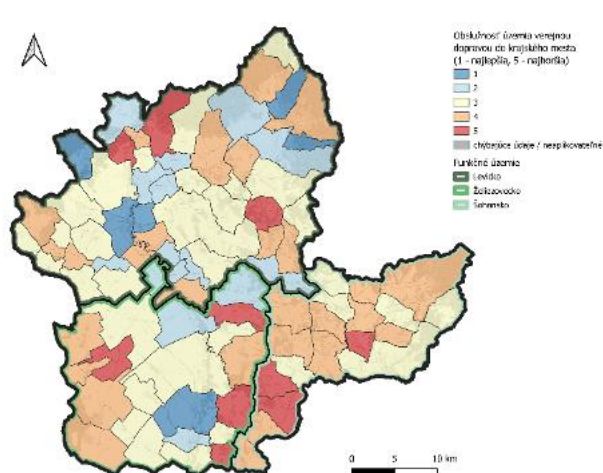 Obslužnosť územia verejnou
dopravou do krajského mesta
(1 - najlepšia, 5 - najhoršia)
1
2
3
4
5
chýbajúce údaje / neaplikovateľné
Funkčné územie
Levicko
Želiezovecko
Šahansko
0 5 10 km